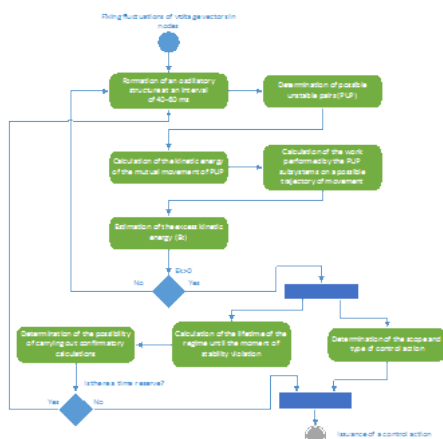 Fixing fluctuations of voltage vectors in
nodes
Formation of an oscillatory
structure at an interval
of 40-60 ms
Determination of possible
unstable pairs (PUP)
Calculation of the kinetic energy
of the mutual movements of PUP
Calculation of the work
performed by the PUP
subsystems on a possible
trajectory of movement
Estimation of the excess kinetic
energy (Ek)
Ek>0
No
Yes
Determination of the possibility
of carrying out confirmatory
calculations
Calculation of the lifetime of the
regime until the moment of
stability violation
Determination of the scope and
type of control action
Is there a time reserve?
Yes
No
Issuance of a control action